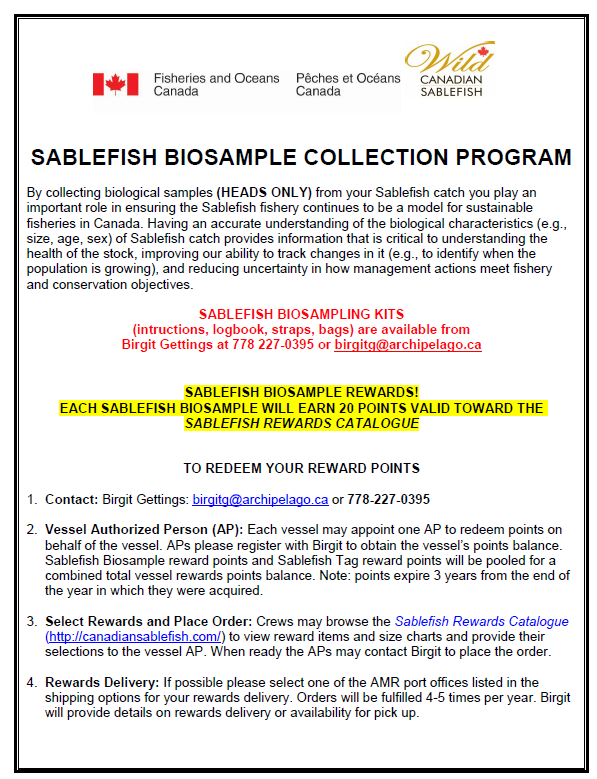 Fisheries and Oceans Canada
Pêches et Océans Canada
Wild
CANADIAN
SABLEFISH
SABLEFISH BIOSAMPLE COLLECTION PROGRAM
By collecting biological samples (HEADS ONLY) from your Sablefish catch you play an
important role in ensuring the Sablefish fishery continues to be a model for sustainable
fisheries in Canada. Having an accurate understanding of the biological characteristics (e.g.,
size, age, sex) of Sablefish catch provides information that is critical to understanding the
health of the stock, improving our ability to track changes in it (e.g., to identify when the
population is growing), and reducing uncertainty in how management actions meet fishery
and conservation objectives.
SABLEFISH BIOSAMPLING KITS
(intructions, logbook, straps, bags) are available from
Birgit Gettings at 778 227-0395 or birgitg@archipelago.ca
SABLEFISH BIOSAMPLE REWARDS!
EACH SABLEFISH BIOSAMPLE WILL EARN 20 POINTS VALID TOWARD THE
SABLEFISH REWARDS CATALOGUE
TO REDEEM YOUR REWARD POINTS
1. Contact: Birgit Gettings: birgitg@archipelago.ca or 778-227-0395
2. Vessel Authorized Person (AP): Each vessel may appoint one AP to redeem points on
behalf of the vessel. APs please register with Birgit to obtain the vessel's points balance.
Sablefish Biosample reward points and Sablefish Tag reward points will be pooled for a
combined total vessel rewards points balance. Note: points expire 3 years from the end of
the year in which they were acquired.
3. Select Rewards and Place Order: Crews may browse the Sablefish Rewards Catalogue
(http://canadiansablefish.com/) to view reward items and size charts and provide their
selections to the vessel AP. When ready the APs may contact Birgit to place the order.
4. Rewards Delivery: If possible please select one of the AMR port offices listed in the
shipping options for your rewards delivery. Orders will be fulfilled 4-5 times per year. Birgit
will provide details on rewards delivery or availability for pick up.